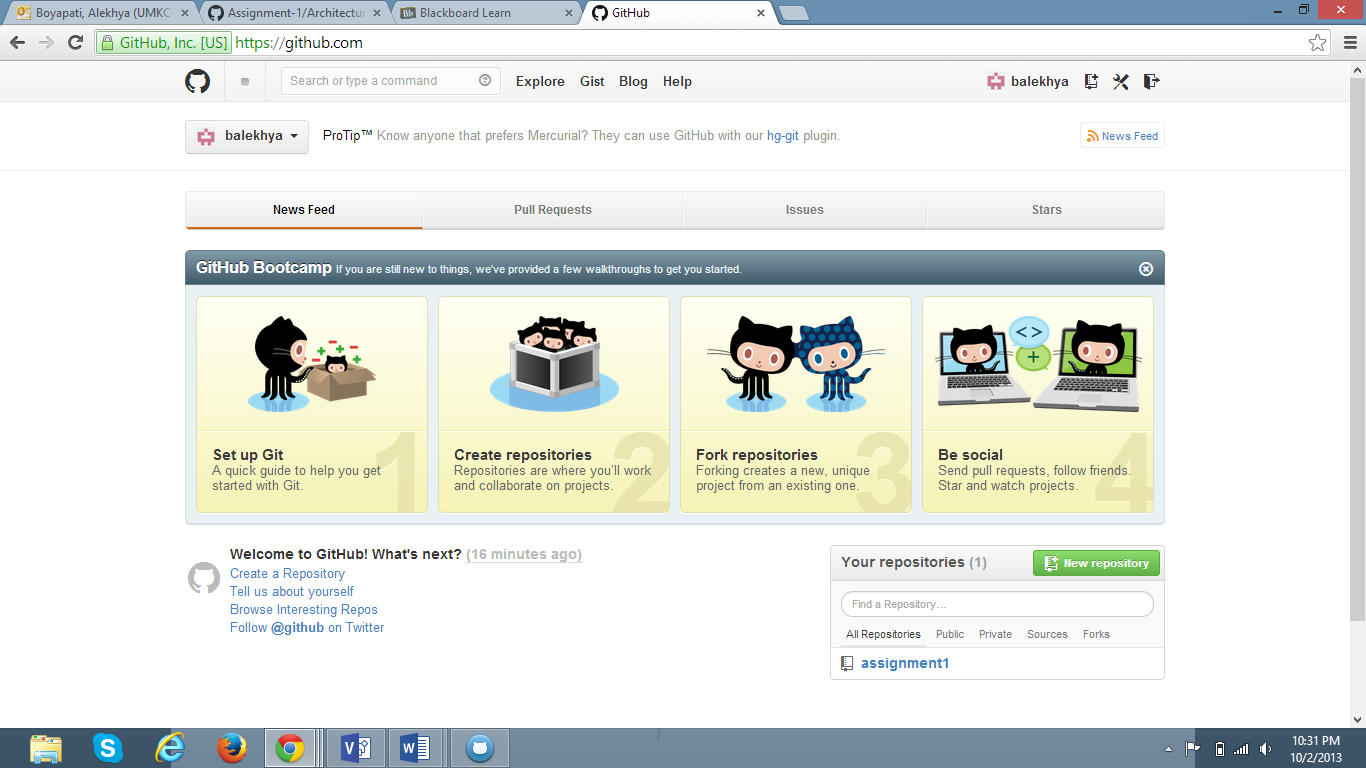 Boyapati, Alekhya (UMKC
Assignment-1/Architectur
Blackboard Learn
GitHub
GitHub, Inc. [US] https://github.com
Search or type a command
Explore Gist Blog Help
balekhya
balekhya
ProTip™ Know anyone that prefers Mercurial? They can use GitHub with our hg-git plugin.
News Feed
News Feed
Pull Requests
Issues
Stars
GitHub Bootcamp If you are still new to things, we've provided a few walkthroughs to get you started.
1
Set up Git
A quick guide to help you get
started with Git.
2
Create repositories
Repositories are where you'll work
and collaborate on projects.
3
Fork repositories
Forking creates a new, unique
project from an existing one.
4
Be social
Send pull requests, follow friends.
Star and watch projects.
Welcome to GitHub! What's next? (16 minutes ago)
Create a Repository
Tell us about yourself
Browse Interesting Repos
Follow @github on Twitter
Your repositories (1)
New repository
Find a Repository…
All Repositories Public Private Sources Forks
assignment1
10:31 PM
10/2/2013